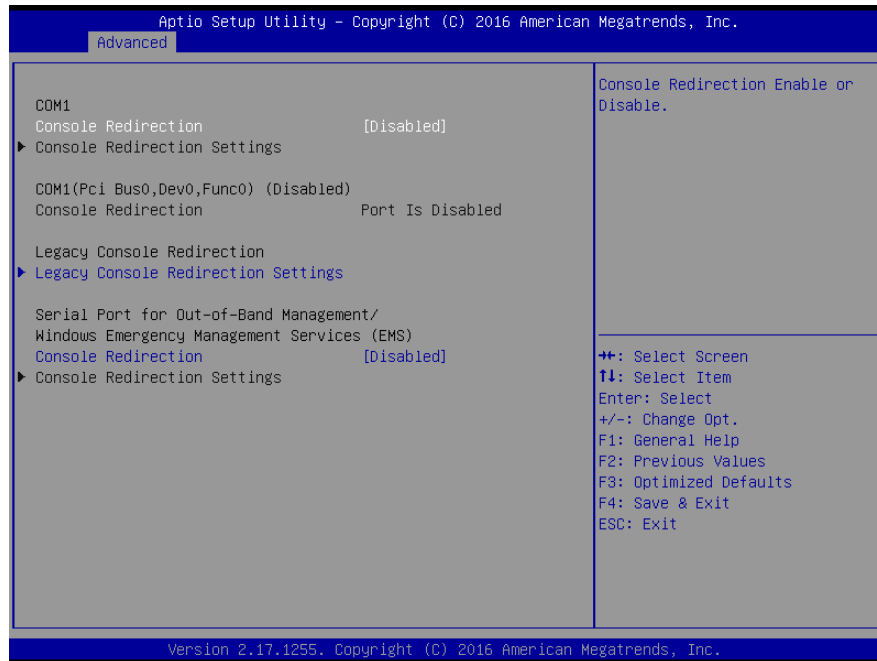 Aptio Setup Utility – Copyright (C) 2016 American Megatrends, Inc.
Advanced
COM1
Console Redirection [Disabled]
Console Redirection Settings
COM1(Pci Bus0,Dev0,Func0) (Disabled)
Console Redirection Port Is Disabled
Legacy Console Redirection
Legacy Console Redirection Settings
Serial Port for Out-of-Band Management/
Windows Emergency Management Services (EMS)
Console Redirection [Disabled]
Console Redirection Settings
Console Redirection Enable or
Disable.
→←: Select Screen
↑↓: Select Item
Enter: Select
+/-: Change Opt.
F1: General Help
F2: Previous Values
F3: Optimized Defaults
F4: Save & Exit
ESC: Exit
Version 2.17.1255. Copyright (C) 2016 American Megatrends, Inc.